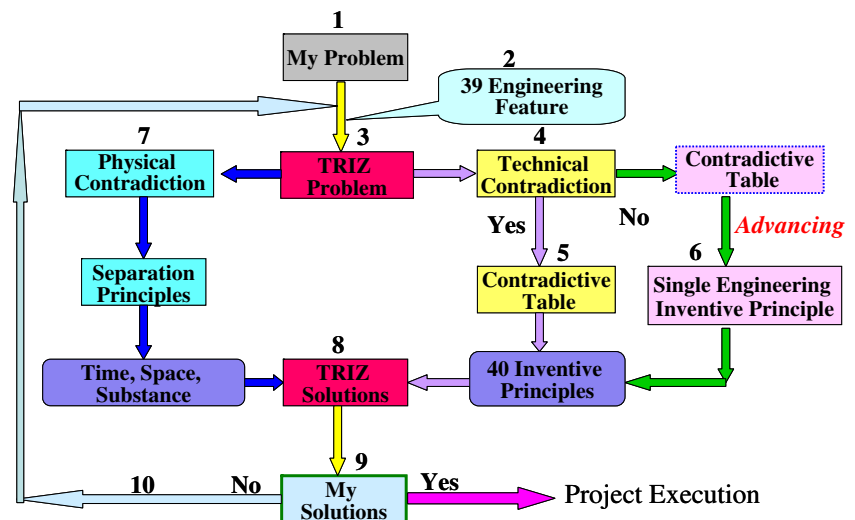 1
My Problem
2
39 Engineering
Feature
7
3
4
Physical
Contradiction
TRIZ
Problem
Technical
Contradiction
Contradictive
Table
Yes
No
Advancing
5
6
Separation
Principles
Contradictive
Table
Single Engineering
Inventive Principle
8
Time, Space,
Substance
TRIZ
Solutions
40 Inventive
Principles
9
10
No
My
Solutions
Yes
Project Execution